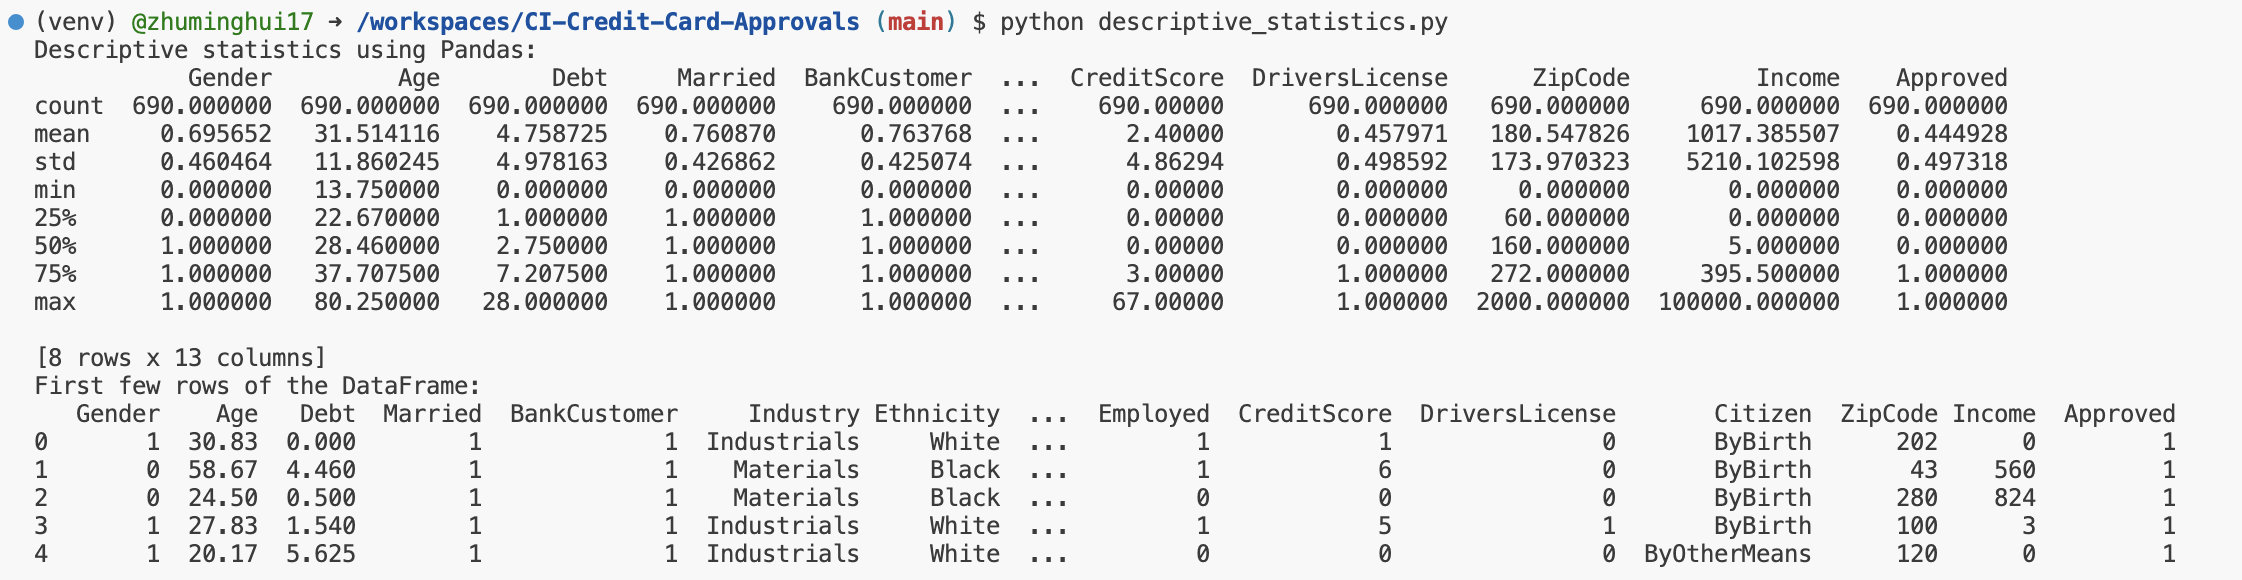 (venv) @zhuminghui17 → /workspaces/CI-Credit-Card-Approvals (main) $ python descriptive_statistics.py
Descriptive statistics using Pandas:
           Gender         Age        Debt     Married  BankCustomer  ...  CreditScore  DriversLicense     ZipCode         Income    Approved
count  690.000000  690.000000  690.000000  690.000000    690.000000  ...    690.00000      690.000000   690.000000     690.000000  690.000000
mean     0.695652   31.514116    4.758725    0.760870      0.763768  ...      2.40000        0.457971   180.547826    1017.385507    0.444928
std      0.460464   11.860245    4.978163    0.426862      0.425074  ...      4.86294        0.498592   173.970323    5210.102598    0.497318
min      0.000000   13.750000    0.000000    0.000000      0.000000  ...      0.00000        0.000000     0.000000       0.000000    0.000000
25%      0.000000   22.670000    1.000000    1.000000      1.000000  ...      0.00000        0.000000    60.000000       0.000000    0.000000
50%      1.000000   28.460000    2.750000    1.000000      1.000000  ...      0.00000        0.000000   160.000000       5.000000    0.000000
75%      1.000000   37.707500    7.207500    1.000000      1.000000  ...      3.00000        1.000000   272.000000     395.500000    1.000000
max      1.000000   80.250000   28.000000    1.000000      1.000000  ...     67.00000        1.000000  2000.000000  100000.000000    1.000000

[8 rows x 13 columns]
First few rows of the DataFrame:
   Gender    Age   Debt  Married  BankCustomer     Industry Ethnicity  ...  Employed  CreditScore  DriversLicense       Citizen  ZipCode Income  Approved
0       1  30.83  0.000        1             1  Industrials     White  ...         1            1               0       ByBirth      202      0         1
1       0  58.67  4.460        1             1    Materials     Black  ...         1            6               0       ByBirth       43    560         1
2       0  24.50  0.500        1             1    Materials     Black  ...         0            0               0       ByBirth      280    824         1
3       1  27.83  1.540        1             1  Industrials     White  ...         1            5               1       ByBirth      100      3         1
4       1  20.17  5.625        1             1  Industrials     White  ...         0            0               0  ByOtherMeans      120      0         1